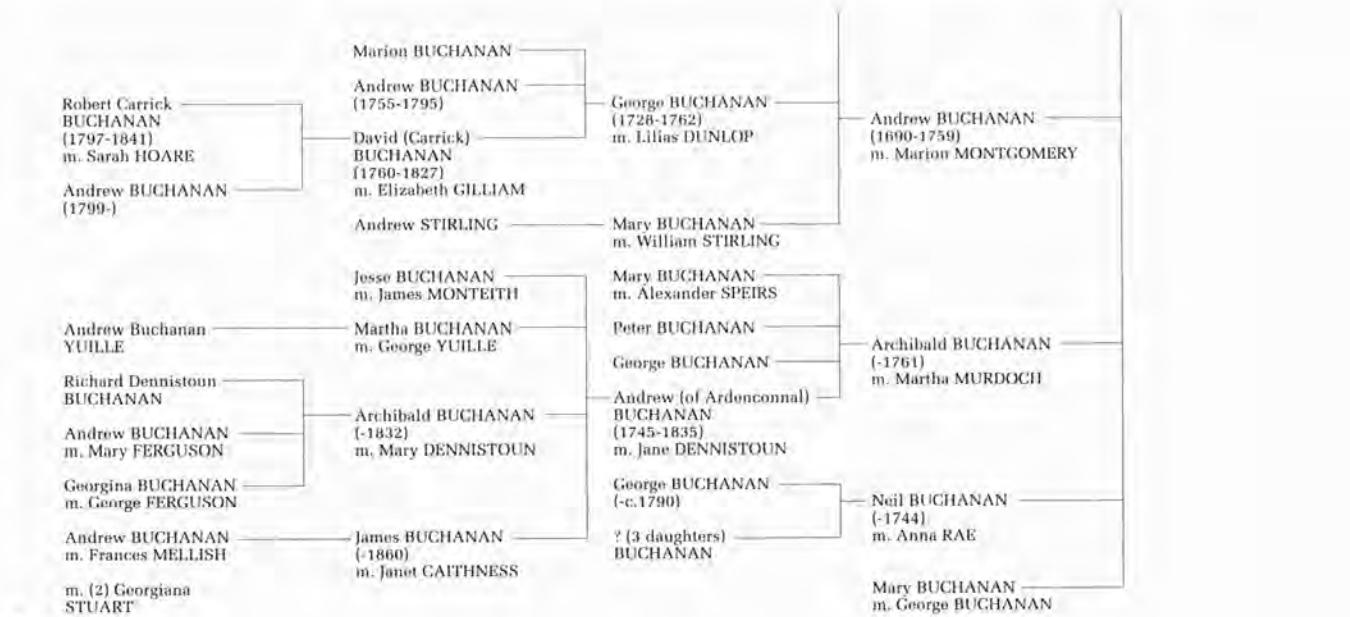 Robert Carrick
BUCHANAN
(1797-1841)
m. Sarah HOARE
Andrew BUCHANAN
(1799-)
Andrew Buchanan
YUILLE
Richard Dennistoun
BUCHANAN
Andrew BUCHANAN
m. Mary FERGUSON
Georgina BUCHANAN
m. George FERGUSON
Andrew BUCHANAN
m. Frances MELLISH
m. (2) Georgiana
STUART
Marion BUCHANAN
Andrew BUCHANAN
(1755-1795)
David (Carrick)
BUCHANAN
(1760-1827)
m. Elizabeth GILLIAM
Andrew STIRLING
Jesse BUCHANAN
m. James MONTEITH
Martha BUCHANAN
m. George YUILLE
Archibald BUCHANAN
(-1832)
m. Mary DENNISTOUN
James BUCHANAN
(-1860)
m. Janet CAITHNESS
George BUCHANAN
(1728-1762)
m. Lilias DUNLOP
Mary BUCHANAN
m. William STIRLING
Mary BUCHANAN
m. Alexander SPEIRS
Peter BUCHANAN
George BUCHANAN
Andrew (of Ardenconnal)
BUCHANAN
(1745-1835)
m. Jane DENNISTOUN
George BUCHANAN
(-c.1790)
? (3 daughters)
BUCHANAN
Andrew BUCHANAN
(1690-1759)
m. Marion MONTGOMERY
Archibald BUCHANAN
(-1761)
m. Martha MURDOCH
Neil BUCHANAN
(-1744)
m. Anna RAE
Mary BUCHANAN
m. George BUCHANAN